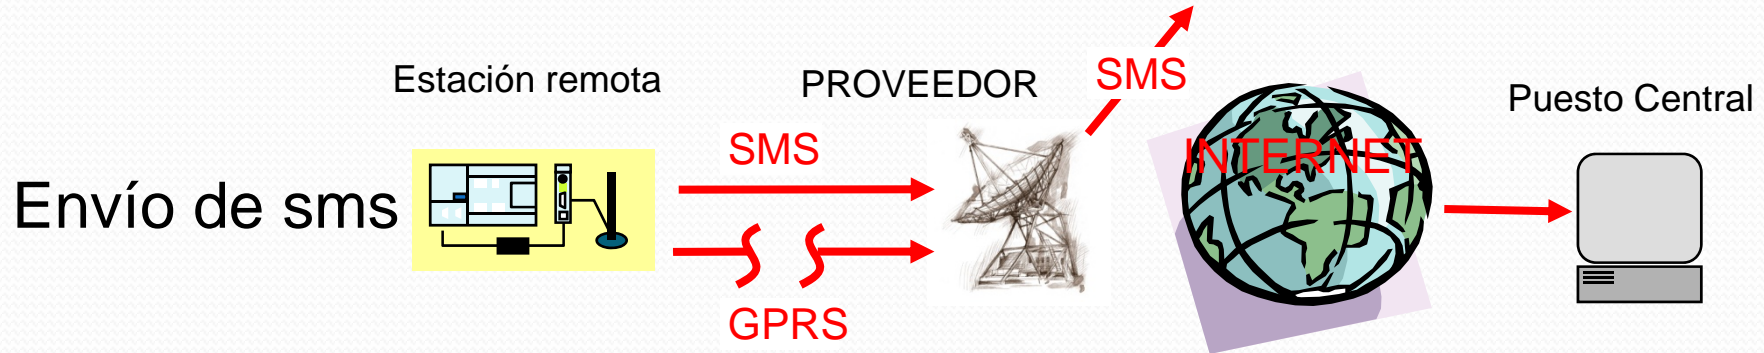 Envío de sms
Estación remota
SMS
GPRS
PROVEEDOR
SMS
INTERNET
Puesto Central